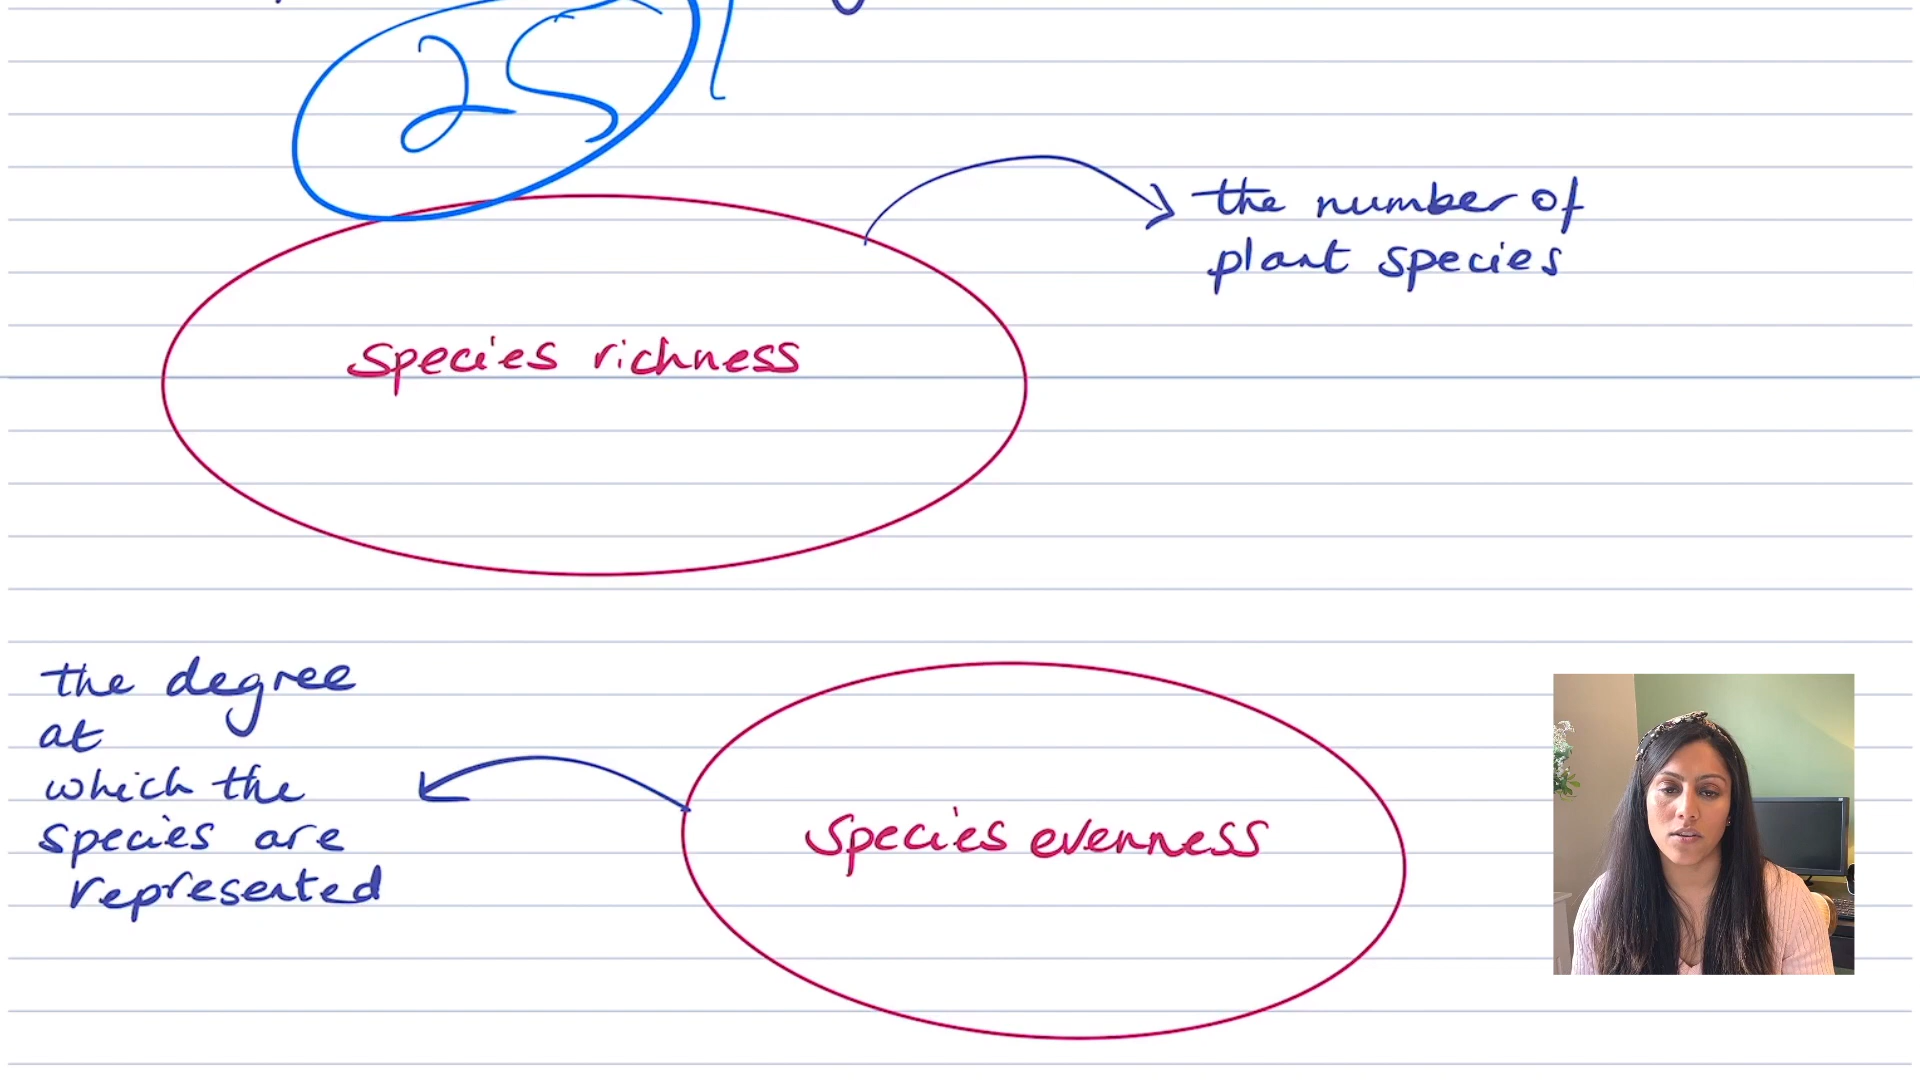 25
the number of
plant species
species richness
the degree
at
which the
species are
represented
species evenness